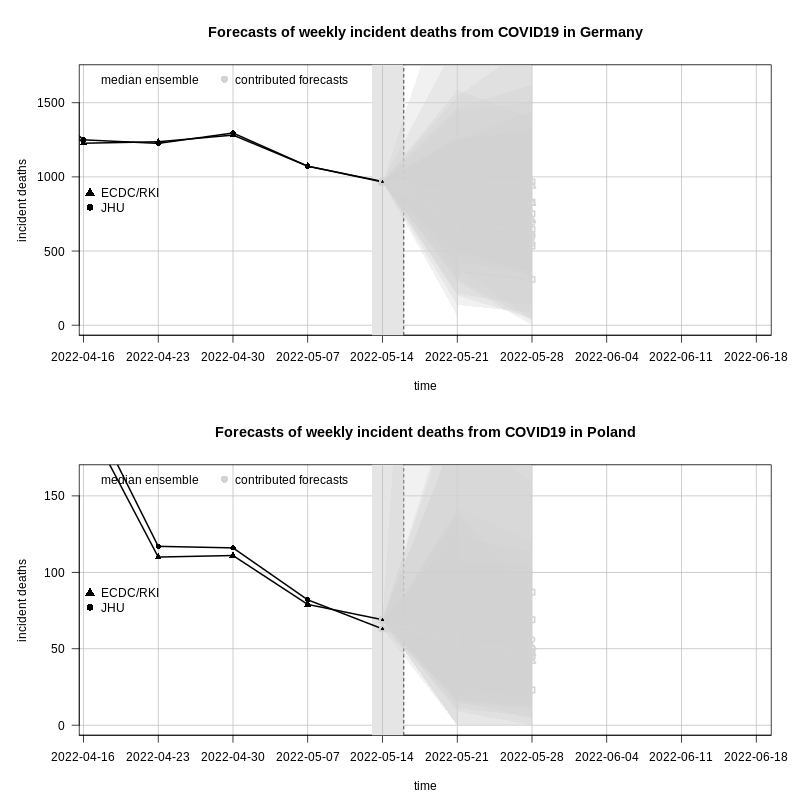 Forecasts of weekly incident deaths from COVID19 in Germany
median ensemble contributed forecasts
1500
1000
500
0
incident deaths
ECDC/RKI
JHU
2022-04-16 2022-04-23 2022-04-30 2022-05-07 2022-05-14 2022-05-21 2022-05-28 2022-06-04 2022-06-11 2022-06-18
time
Forecasts of weekly incident deaths from COVID19 in Poland
median ensemble contributed forecasts
150
100
50
0
incident deaths
ECDC/RKI
JHU
2022-04-16 2022-04-23 2022-04-30 2022-05-07 2022-05-14 2022-05-21 2022-05-28 2022-06-04 2022-06-11 2022-06-18
time